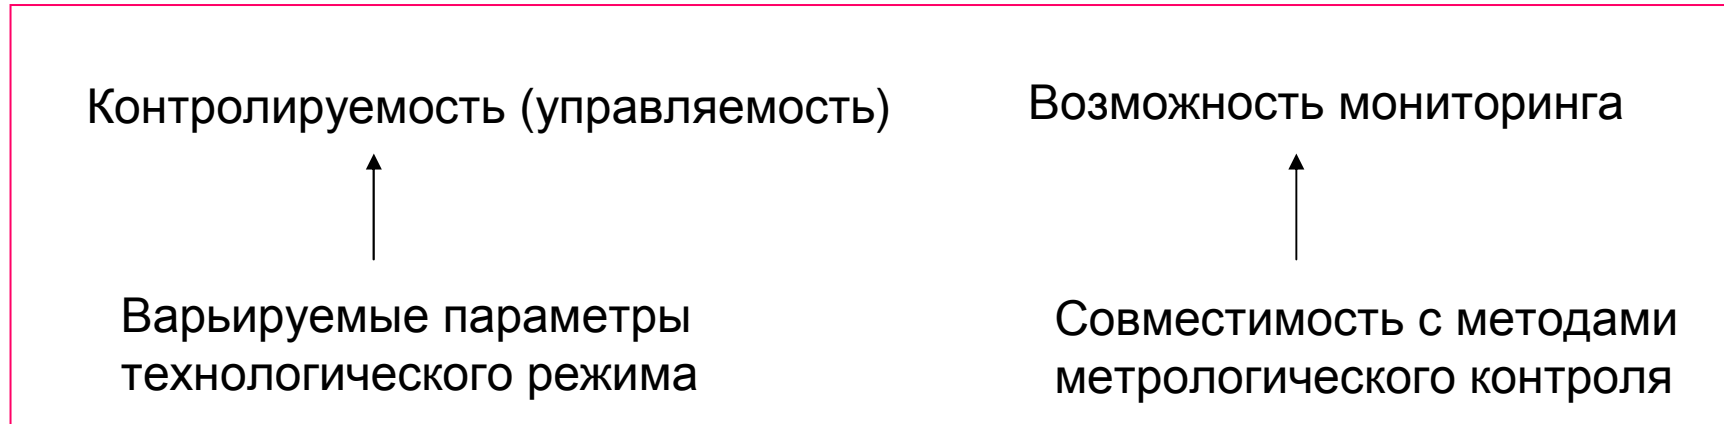 Контролируемость (управляемость)
Возможность мониторинга
Варьируемые параметры
технологического режима
Совместимость с методами
метрологического контроля